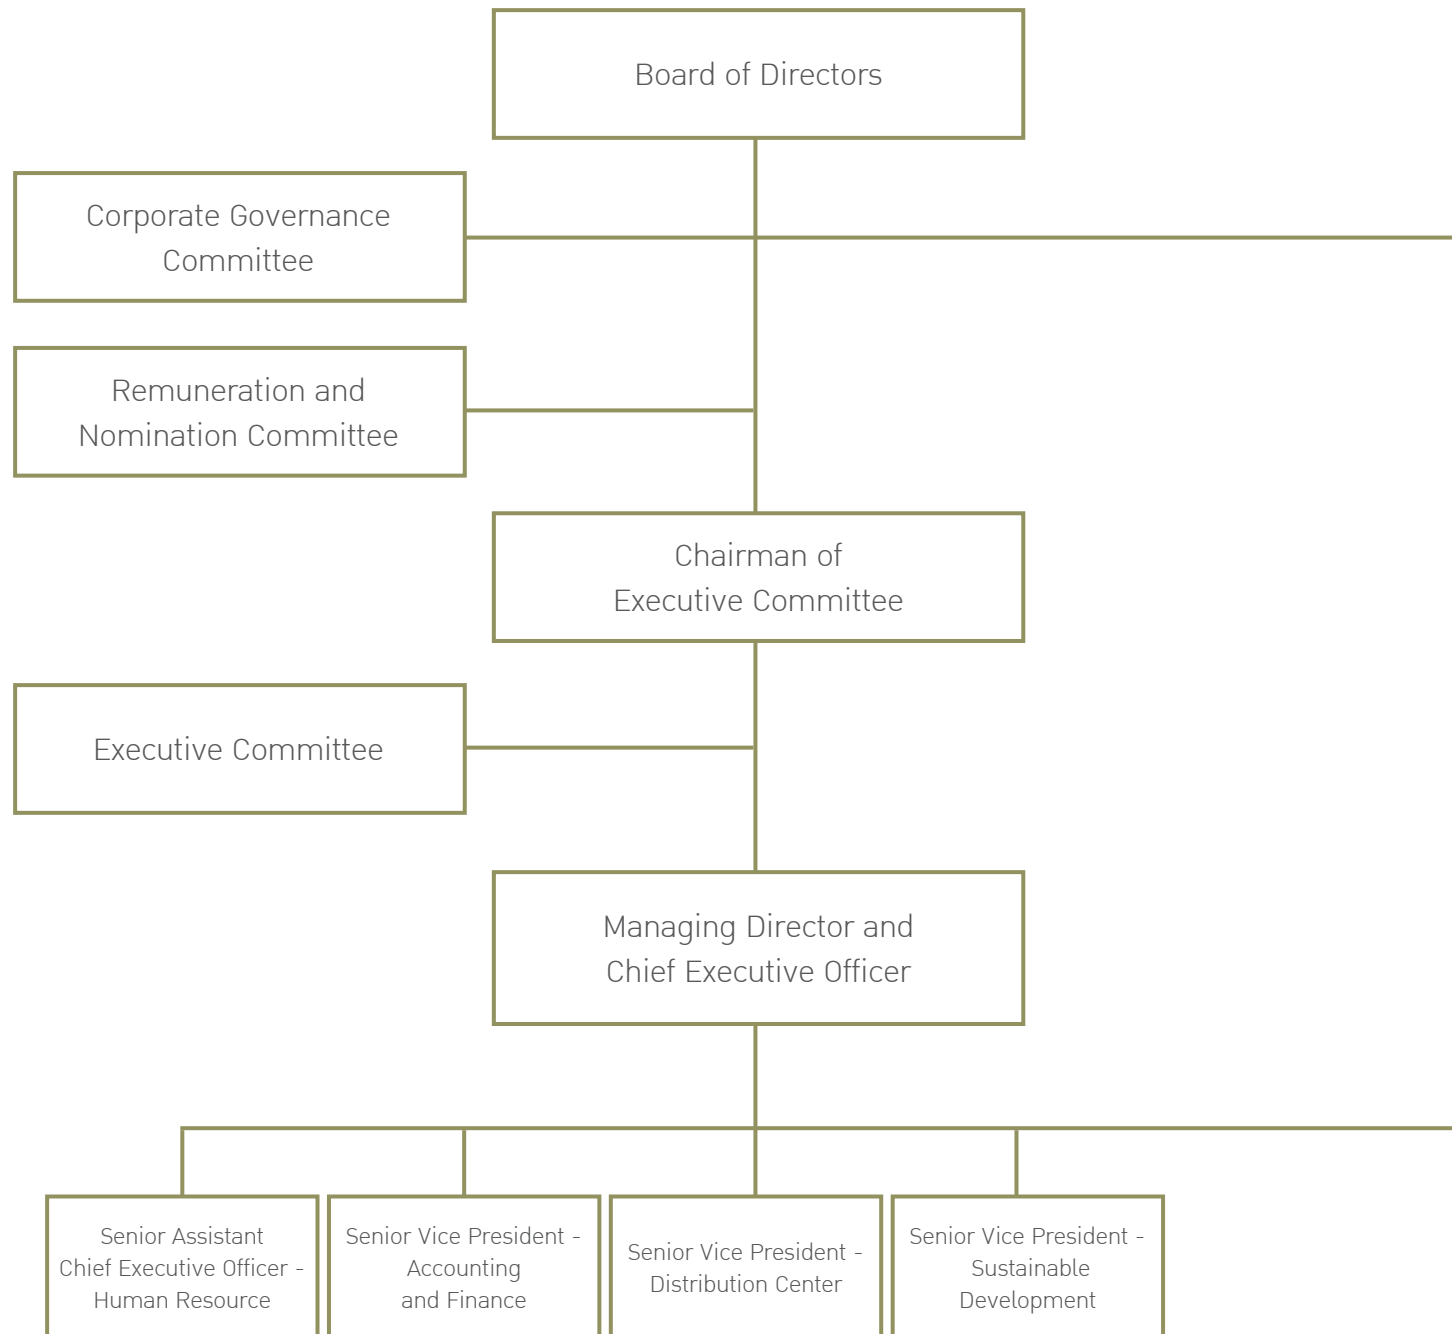 Board of Directors
Corporate Governance
Committee
Remuneration and
Nomination Committee
Chairman of
Executive Committee
Executive Committee
Managing Director and
Chief Executive Officer
Senior Assistant
Chief Executive Officer -
Human Resource
Senior Vice President -
Accounting
and Finance
Senior Vice President -
Distribution Center
Senior Vice President -
Sustainable
Development